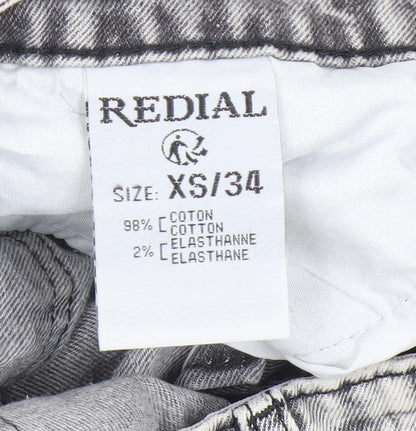 REDIAL
SIZE: XS/34
98% [ COTON
COTTON
2% [ ELASTHANNE
ELASTHANE